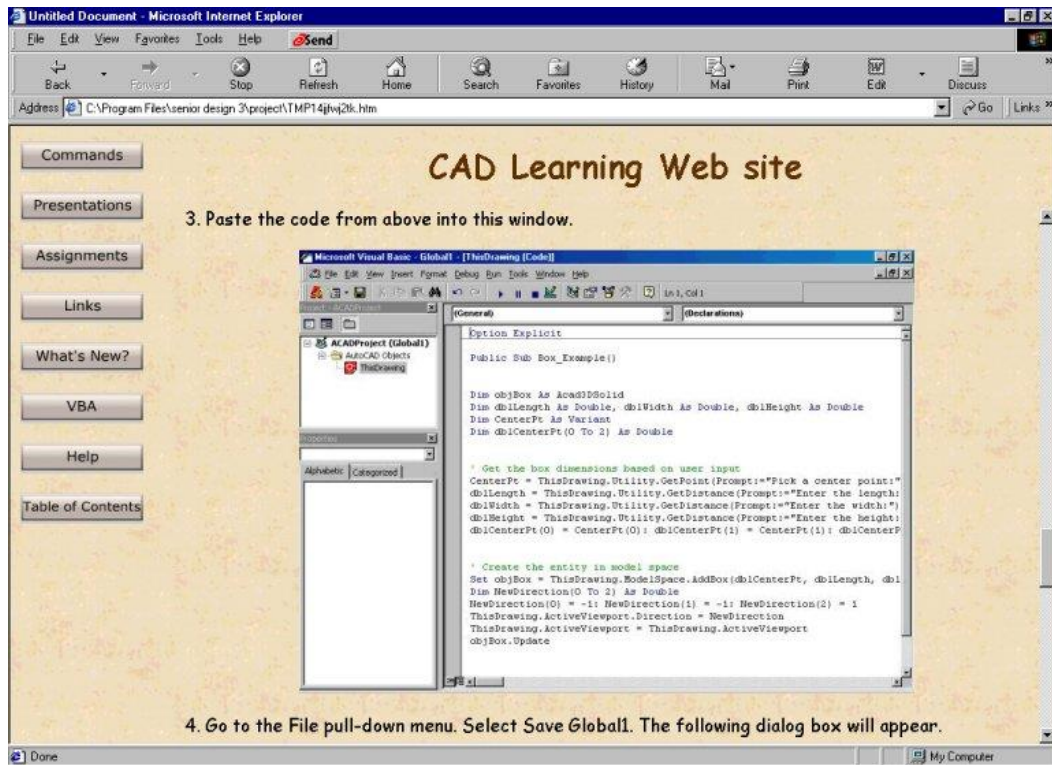 Untitled Document - Microsoft Internet Explorer
File Edit View Favorites Tools Help eSend
Back Forward Stop Refresh Home Search Favorites History Mail Print Edit Discuss
Address C:\Program Files\senior design 3\project\TMP14jjfwj2tk.htm Go Links
Commands
Presentations
Assignments
Links
What's New?
VBA
Help
Table of Contents
CAD Learning Web site
3. Paste the code from above into this window.
Microsoft Visual Basic - Global1 - [ThisDrawing (Code)]
File Edit View Insert Format Debug Run Tools Window Help
Ln 1, Col 1
Project - ACADProject
ACADProject (Global1)
AutoCAD Objects
ThisDrawing
Properties
Alphabetic Categorized
(General) (Declarations)
Option Explicit
Public Sub Box_Example()
Dim objBox As Acad3DSolid
Dim dblLength As Double, dblWidth As Double, dblHeight As Double
Dim CenterPt As Variant
Dim dblCenterPt(0 To 2) As Double
' Get the box dimensions based on user input
CenterPt = ThisDrawing.Utility.GetPoint(Prompt:="Pick a center point:"
dblLength = ThisDrawing.Utility.GetDistance(Prompt:="Enter the length:
dblWidth = ThisDrawing.Utility.GetDistance(Prompt:="Enter the width:")
dblHeight = ThisDrawing.Utility.GetDistance(Prompt:="Enter the height:
dblCenterPt(0) = CenterPt(0): dblCenterPt(1) = CenterPt(1): dblCenterP
' Create the entity in model space
Set objBox = ThisDrawing.ModelSpace.AddBox(dblCenterPt, dblLength, dbl
Dim NewDirection(0 To 2) As Double
NewDirection(0) = -1: NewDirection(1) = -1: NewDirection(2) = 1
ThisDrawing.ActiveViewport.Direction = NewDirection
ThisDrawing.ActiveViewport = ThisDrawing.ActiveViewport
objBox.Update
4. Go to the File pull-down menu. Select Save Global1. The following dialog box will appear.
Done My Computer